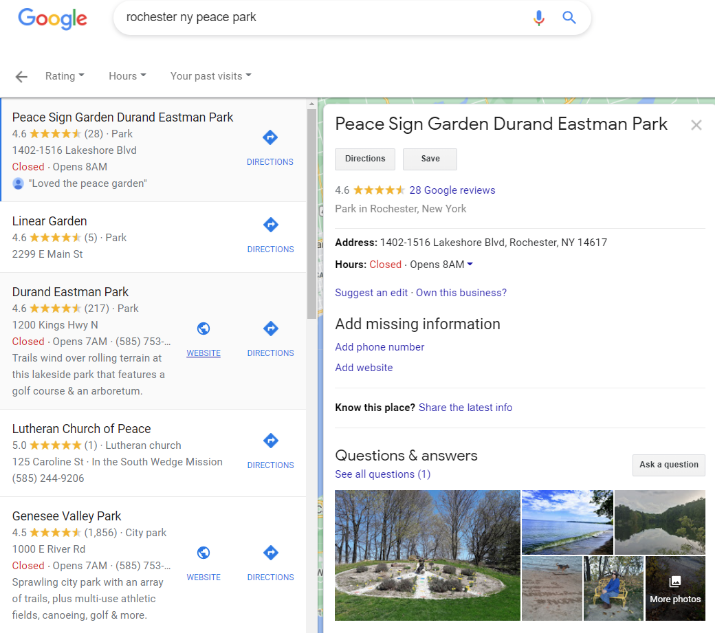 Google
rochester ny peace park
Rating
Hours
Your past visits
Peace Sign Garden Durand Eastman Park
4.6 (28) · Park
1402-1516 Lakeshore Blvd
Closed · Opens 8AM
"Loved the peace garden"
DIRECTIONS
Linear Garden
4.6 (5) · Park
2299 E Main St
DIRECTIONS
Durand Eastman Park
4.6 (217) · Park
1200 Kings Hwy N
Closed · Opens 7AM · (585) 753-...
Trails wind over rolling terrain at
this lakeside park that features a
golf course & an arboretum.
WEBSITE
DIRECTIONS
Lutheran Church of Peace
5.0 (1) · Lutheran church
125 Caroline St · In the South Wedge Mission
(585) 244-9206
DIRECTIONS
Genesee Valley Park
4.5 (1,856) · City park
1000 E River Rd
Closed · Opens 7AM · (585) 753-...
Sprawling city park with an array
of trails, plus multi-use athletic
fields, canoeing, golf & more.
WEBSITE
DIRECTIONS
Peace Sign Garden Durand Eastman Park
Directions
Save
4.6 28 Google reviews
Park in Rochester, New York
Address: 1402-1516 Lakeshore Blvd, Rochester, NY 14617
Hours: Closed · Opens 8AM
Suggest an edit · Own this business?
Add missing information
Add phone number
Add website
Know this place? Share the latest info
Questions & answers
See all questions (1)
Ask a question
More photos